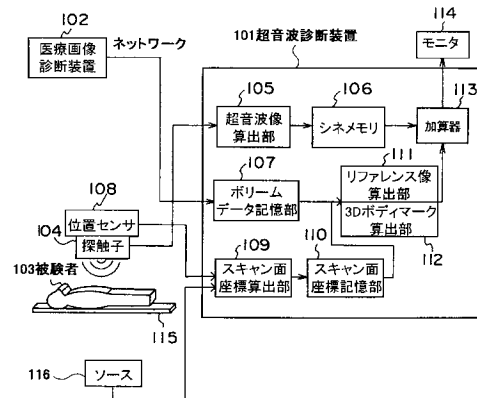 102
医療画像
診断装置
ネットワーク
101超音波診断装置
114
モニタ
105
超音波像
算出部
106
シネメモリ
113
加算器
107
ボリーム
データ記憶部
111
リファレンス像
算出部
3Dボディマーク
算出部
112
108
位置センサ
104
探触子
103被験者
115
109
スキャン面
座標算出部
110
スキャン面
座標記憶部
116
ソース